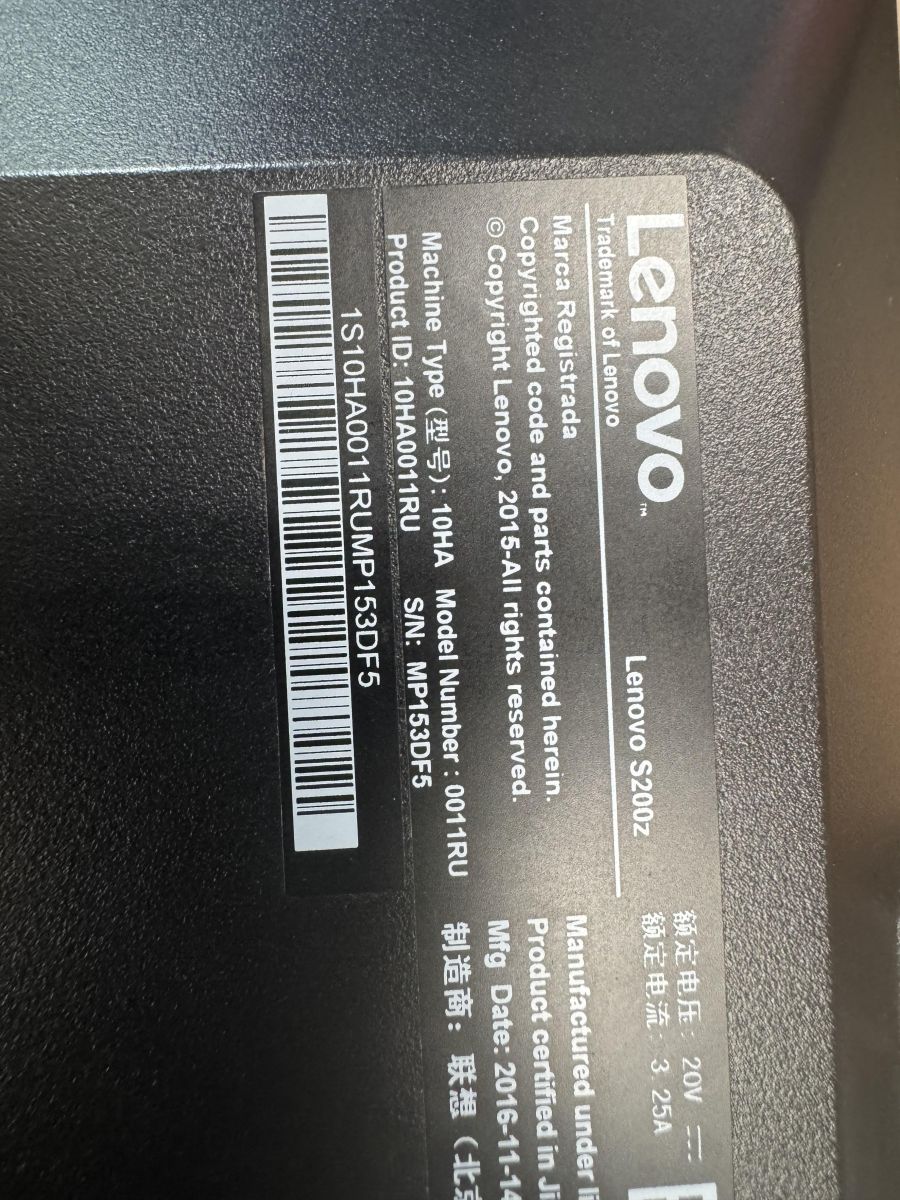 Lenovo™
Lenovo S200z
Trademark of Lenovo
Marca Registrada
Copyrighted code and parts contained herein.
© Copyright Lenovo, 2015-All rights reserved.
Machine Type (型号): 10HA Model Number : 0011RU
Product ID: 10HA0011RU S/N: MP153DF5
1S10HA0011RUMP153DF5
额定电压: 20V ⎓
额定电流: 3.25A
Manufactured under
Product certified in
Mfg Date: 2016-11-14
制造商: 联想(北京